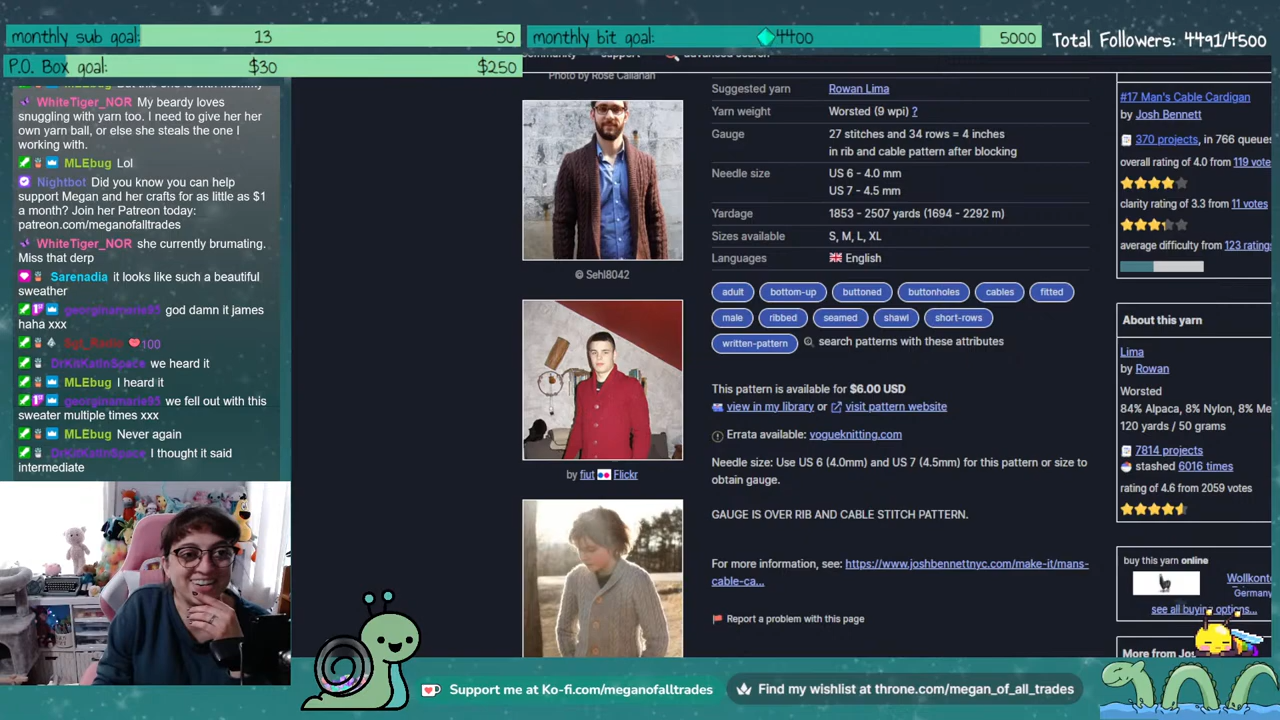 monthly sub goal: 13 50
monthly bit goal: 4400 5000
Total Followers: 4491/4500
P.O. Box goal: $30 $250
WhiteTiger_NOR My beardy loves
snuggling with yarn too. I need to give her her
own yarn ball, or else she steals the one I
working with.
MLEbug Lol
Nightbot Did you know you can help
support Megan and her crafts for as little as $1
a month? Join her Patreon today:
patreon.com/meganofalltrades
WhiteTiger_NOR she currently brumating.
Miss that derp
Sarenadia it looks like such a beautiful
sweather
georginamarie95 god damn it james
haha xxx
Sgt_Radio 100
DrKitKatInSpace we heard it
MLEbug I heard it
georginamarie95 we fell out with this
sweater multiple times xxx
MLEbug Never again
DrKitKatInSpace I thought it said
intermediate
Photo by Rose Callahan
© Sehl8042
by fiut Flickr
Suggested yarn Rowan Lima
Yarn weight Worsted (9 wpi) ?
Gauge 27 stitches and 34 rows = 4 inches
in rib and cable pattern after blocking
Needle size US 6 - 4.0 mm
US 7 - 4.5 mm
Yardage 1853 - 2507 yards (1694 - 2292 m)
Sizes available S, M, L, XL
Languages English
adult bottom-up buttoned buttonholes cables fitted
male ribbed seamed shawl short-rows
written-pattern search patterns with these attributes
This pattern is available for $6.00 USD
view in my library or visit pattern website
Errata available: vogueknitting.com
Needle size: Use US 6 (4.0mm) and US 7 (4.5mm) for this pattern or size to
obtain gauge.
GAUGE IS OVER RIB AND CABLE STITCH PATTERN.
For more information, see: https://www.joshbennettnyc.com/make-it/mans-
cable-ca...
Report a problem with this page
#17 Man's Cable Cardigan
by Josh Bennett
370 projects, in 766 queues
overall rating of 4.0 from 119 vote
clarity rating of 3.3 from 11 votes
average difficulty from 123 ratings
About this yarn
Lima
by Rowan
Worsted
84% Alpaca, 8% Nylon, 8% Me
120 yards / 50 grams
7814 projects
stashed 6016 times
rating of 4.6 from 2059 votes
buy this yarn online
Wollkont
Germany
see all buying options...
More from Jos
Support me at Ko-fi.com/meganofalltrades
Find my wishlist at throne.com/megan_of_all_trades